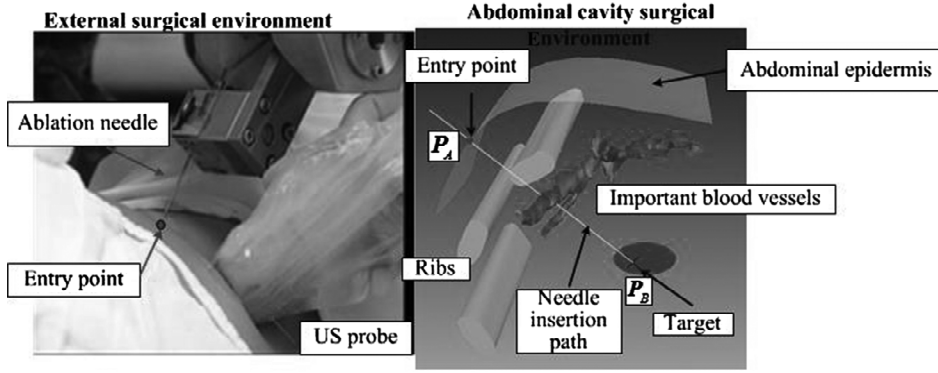 External surgical environment
Ablation needle
Entry point
US probe
Abdominal cavity surgical
Environment
Entry point
Abdominal epidermis
P_A
Important blood vessels
Ribs
Needle
insertion
path
P_B
Target